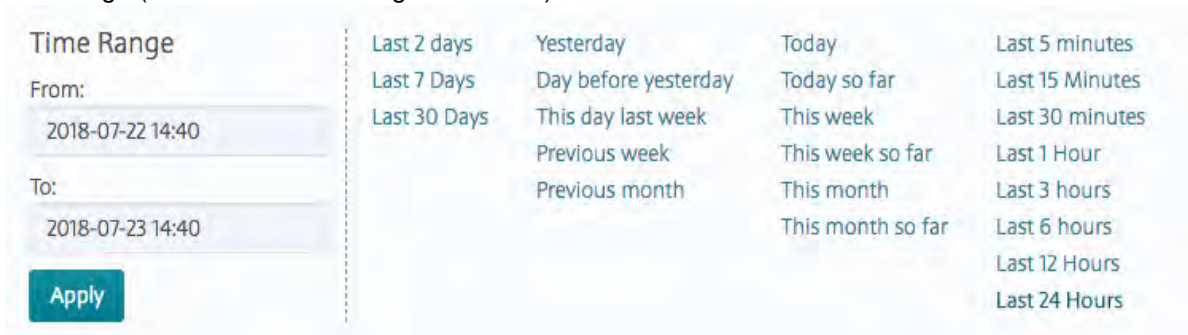 Time Range
From:
2018-07-22 14:40
To:
2018-07-23 14:40
Apply
Last 2 days
Last 7 Days
Last 30 Days
Yesterday
Day before yesterday
This day last week
Previous week
Previous month
Today
Today so far
This week
This week so far
This month
This month so far
Last 5 minutes
Last 15 Minutes
Last 30 minutes
Last 1 Hour
Last 3 hours
Last 6 hours
Last 12 Hours
Last 24 Hours